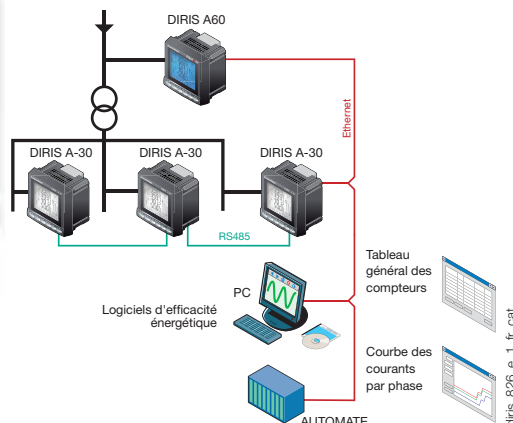 DIRIS A60
Ethernet
DIRIS A-30
DIRIS A-30
DIRIS A-30
RS485
Tableau
général des
compteurs
PC
Logiciels d'efficacité
énergétique
Courbe des
courants
par phase
AUTOMATE
diris_826_e_1_fr_cat